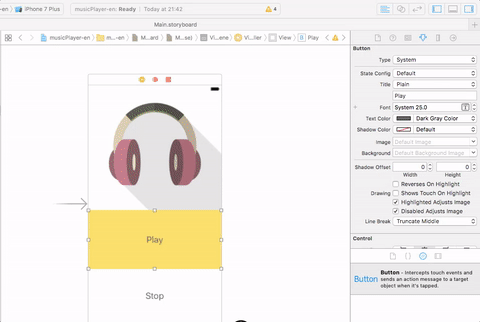 -en
iPhone 7 Plus
musicPlayer-en: Ready
Today at 21:42
4
Main.storyboard
musicPlayer-en
m...-en
M...ard
M...se)
Vi...ene
Vi...ller
View
Play
Button
Type
System
State Config
Default
Title
Plain
Play
Font
System 25.0
Text Color
Dark Gray Color
Shadow Color
Default
Image
Default Image
Background
Default Background Image
Shadow Offset
0
0
Width
Height
Reverses On Highlight
Drawing
Shows Touch On Highlight
Highlighted Adjusts Image
Disabled Adjusts Image
Line Break
Truncate Middle
Control
Play
Stop
Button
Button - Intercepts touch events and
sends an action message to a
target object when it's tapped.